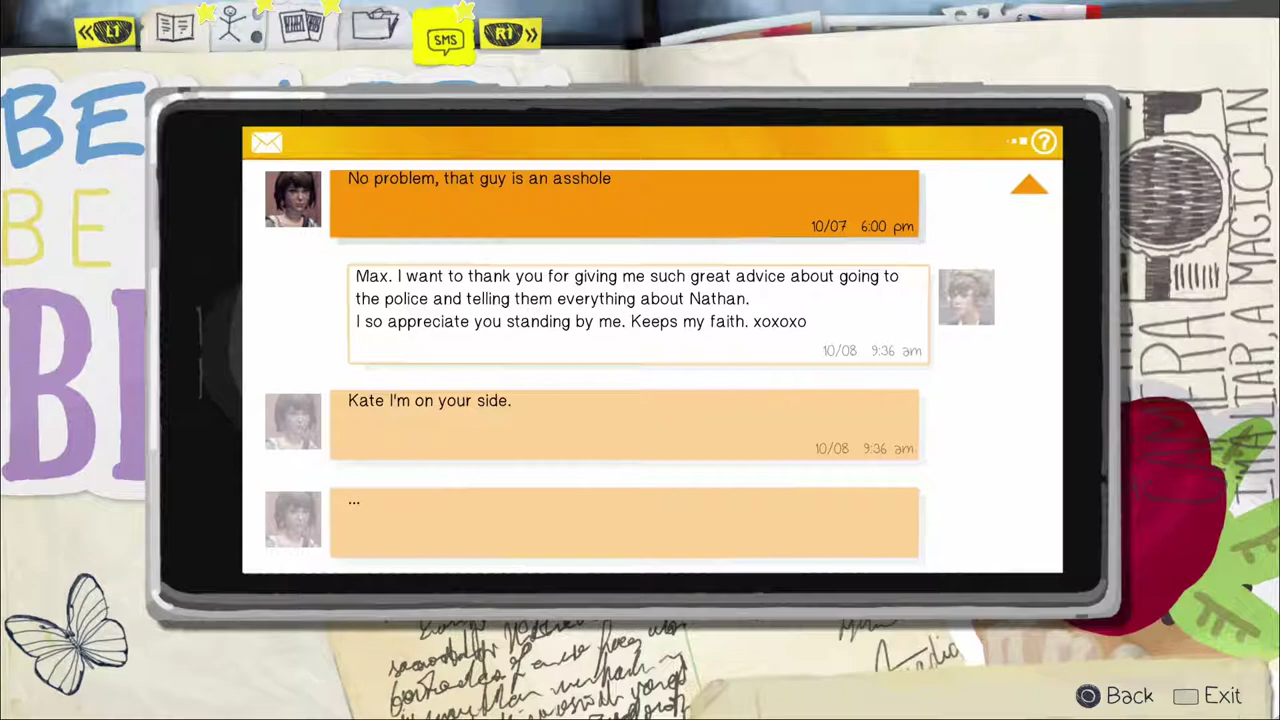 L1
SMS
R1
BE
BE
No problem, that guy is an asshole
10/07 6:00 pm
Max. I want to thank you for giving me such great advice about going to
the police and telling them everything about Nathan.
I so appreciate you standing by me. Keeps my faith. xoxoxo
10/08 9:36 am
Kate I'm on your side.
10/08 9:36 am
...
?
I'M A LIAR, A MAGICIAN
Back
Exit